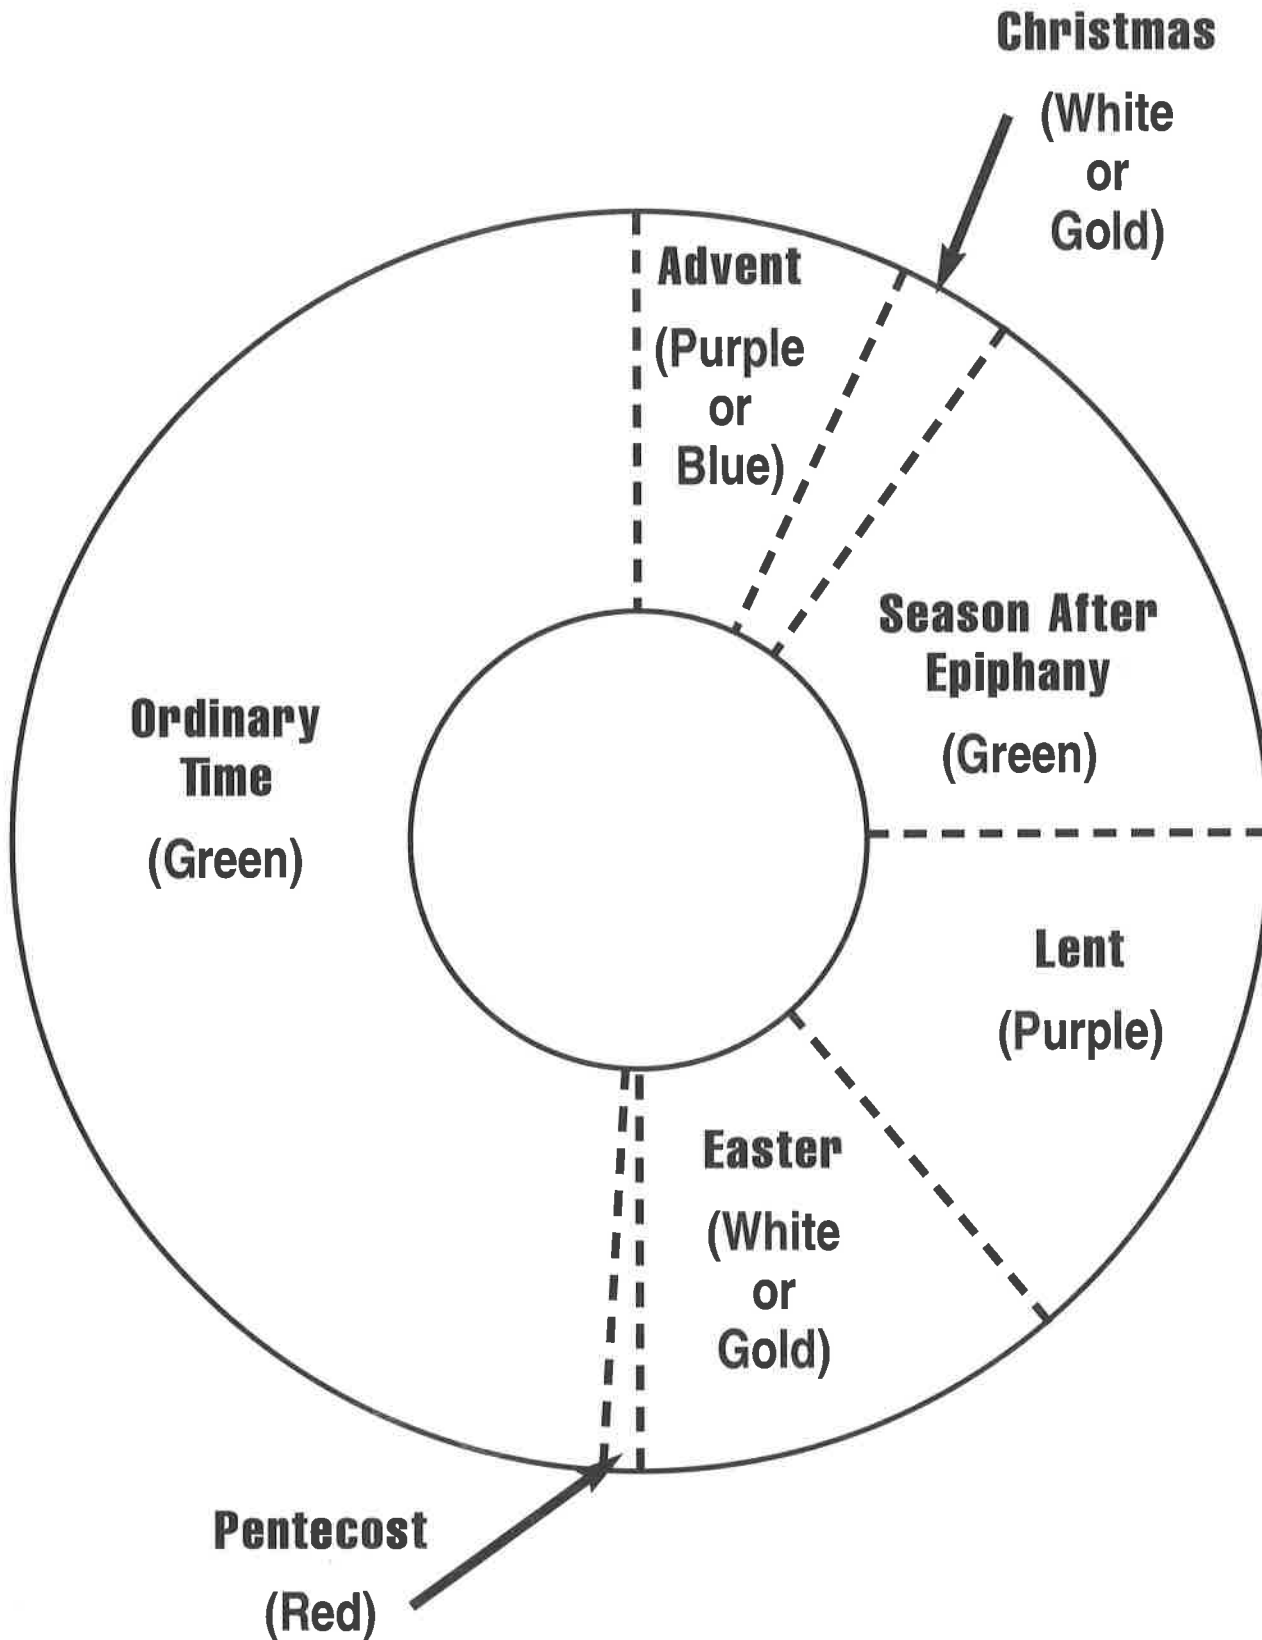 Christmas
(White
or
Gold)
Advent
(Purple
or
Blue)
Season After
Epiphany
(Green)
Ordinary
Time
(Green)
Lent
(Purple)
Easter
(White
or
Gold)
Pentecost
(Red)